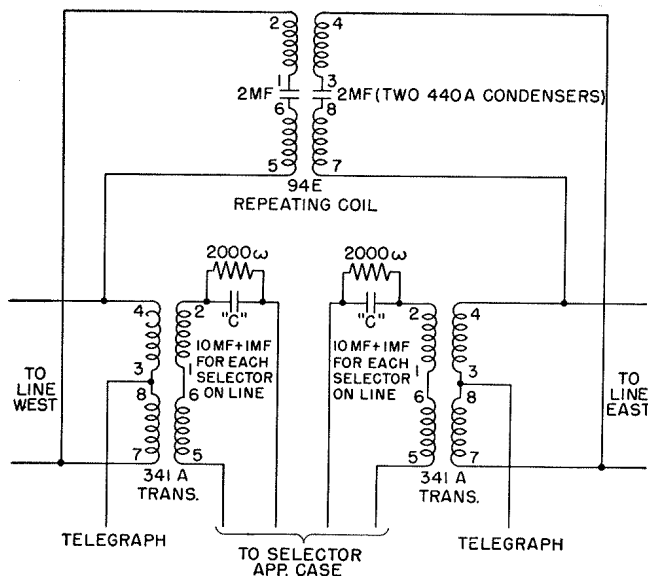 2 4
1 3
2MF 2MF (TWO 440A CONDENSERS)
6 8
5 7
94E
REPEATING COIL
2000ω 2000ω
4 2 "C" "C" 2 4
10 MF + 1MF
FOR EACH
SELECTOR
ON LINE
10 MF + 1MF
FOR EACH
SELECTOR
ON LINE
3 1 1 3
8 6 6 8
7 5 5 7
TO
LINE
WEST
TO
LINE
EAST
341 A
TRANS.
341 A
TRANS.
TELEGRAPH
TO SELECTOR
APP. CASE
TELEGRAPH